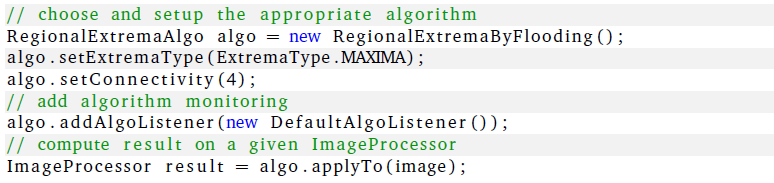 // choose and setup the appropriate algorithm
RegionalExtremaAlgo algo = new RegionalExtremaByFlooding();
algo.setExtremaType(ExtremaType.MAXIMA);
algo.setConnectivity(4);
// add algorithm monitoring
algo.addAlgoListener(new DefaultAlgoListener());
// compute result on a given ImageProcessor
ImageProcessor result = algo.applyTo(image);